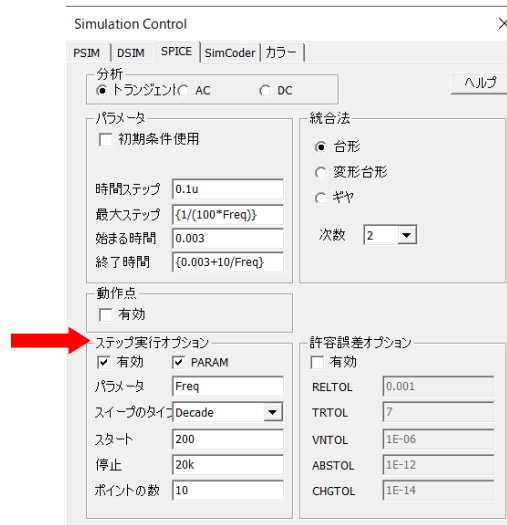 Simulation Control
PSIM DSIM SPICE SimCoder カラー
分析
トランジェント AC DC
ヘルプ
パラメータ
初期条件使用
時間ステップ 0.1u
最大ステップ {1/(100*Freq)}
始まる時間 0.003
終了時間 {0.003+10/Freq}
統合法
台形
変形台形
ギヤ
次数 2
動作点
有効
ステップ実行オプション
有効 PARAM
パラメータ Freq
スイープのタイプ Decade
スタート 200
停止 20k
ポイントの数 10
許容誤差オプション
有効
RELTOL 0.001
TRTOL 7
VNTOL 1E-06
ABSTOL 1E-12
CHGTOL 1E-14